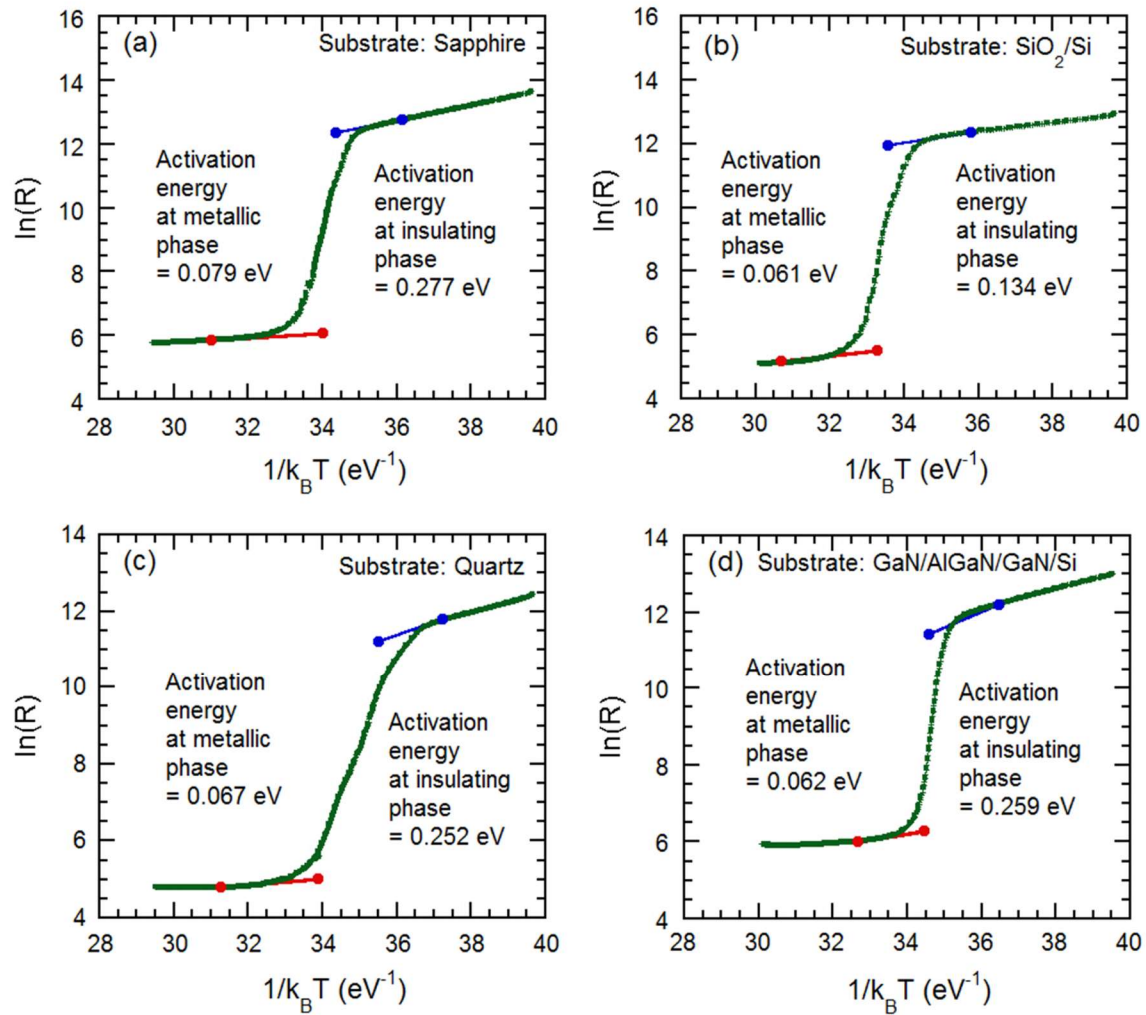 (a)
Substrate: Sapphire
16
14
12
10
8
6
4
ln(R)
Activation
energy
at metallic
phase
= 0.079 eV
Activation
energy
at insulating
phase
= 0.277 eV
28 30 32 34 36 38 40
1/k_BT (eV⁻¹)
(b)
Substrate: SiO₂/Si
16
14
12
10
8
6
4
ln(R)
Activation
energy
at metallic
phase
= 0.061 eV
Activation
energy
at insulating
phase
= 0.134 eV
28 30 32 34 36 38 40
1/k_BT (eV⁻¹)
(c)
Substrate: Quartz
14
12
10
8
6
4
ln(R)
Activation
energy
at metallic
phase
= 0.067 eV
Activation
energy
at insulating
phase
= 0.252 eV
28 30 32 34 36 38 40
1/k_BT (eV⁻¹)
(d)
Substrate: GaN/AlGaN/GaN/Si
14
12
10
8
6
4
ln(R)
Activation
energy
at metallic
phase
= 0.062 eV
Activation
energy
at insulating
phase
= 0.259 eV
28 30 32 34 36 38 40
1/k_BT (eV⁻¹)